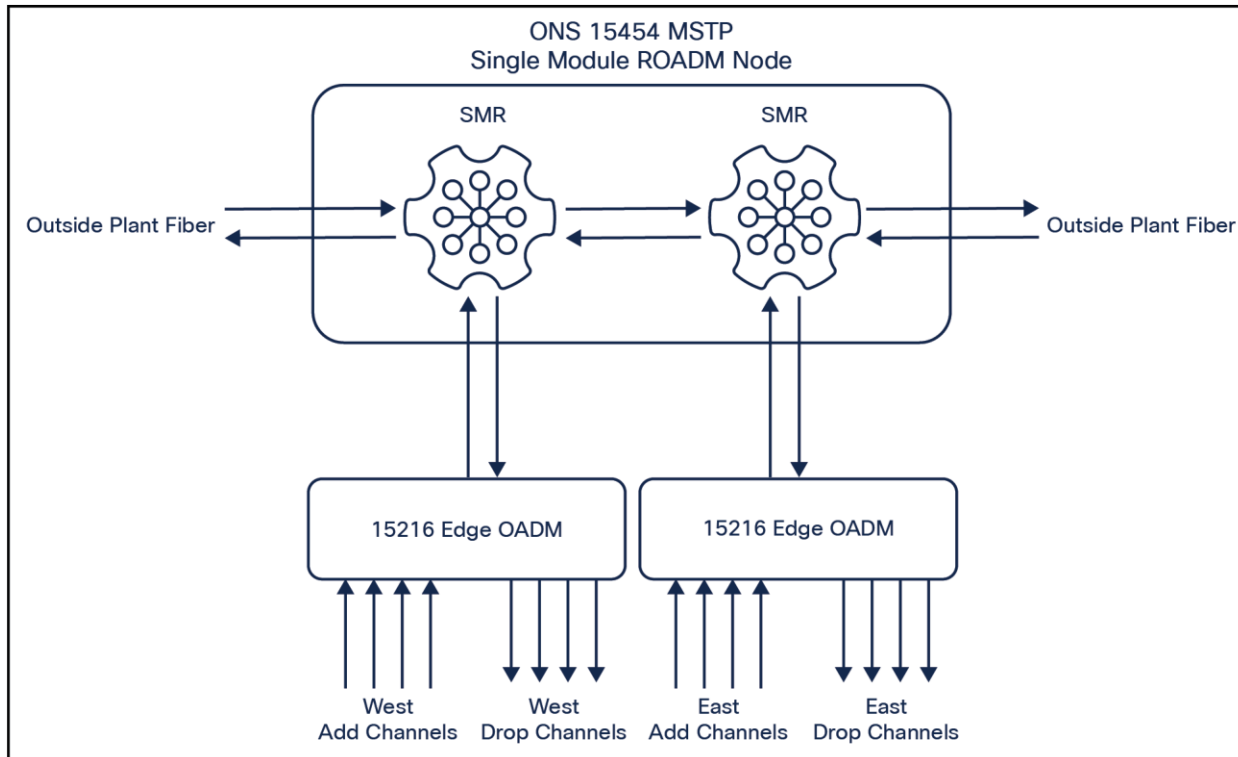 ONS 15454 MSTP
Single Module ROADM Node
SMR
SMR
Outside Plant Fiber
Outside Plant Fiber
15216 Edge OADM
15216 Edge OADM
West
Add Channels
West
Drop Channels
East
Add Channels
East
Drop Channels